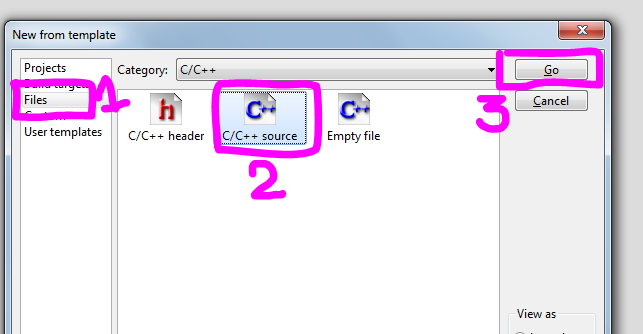 New from template
Projects
Category: C/C++
Go
Build targets
Files
1
3
Cancel
User templates
C/C++ header
C/C++ source
Empty file
2
View as